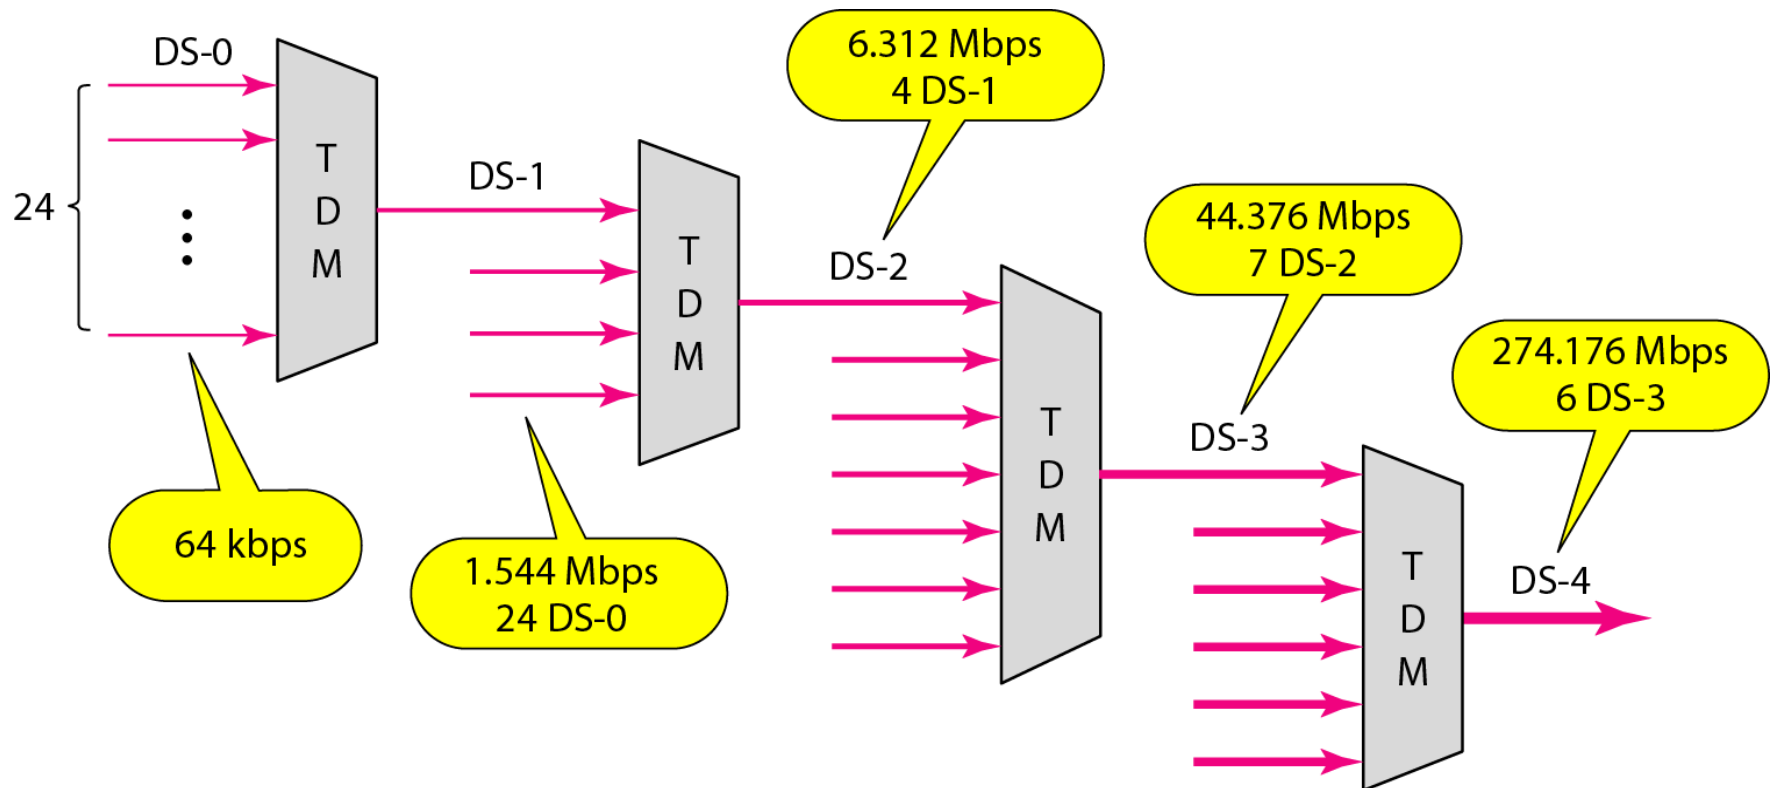 DS-0
24
T
D
M
64 kbps
DS-1
1.544 Mbps
24 DS-0
T
D
M
6.312 Mbps
4 DS-1
DS-2
T
D
M
44.376 Mbps
7 DS-2
DS-3
T
D
M
274.176 Mbps
6 DS-3
DS-4